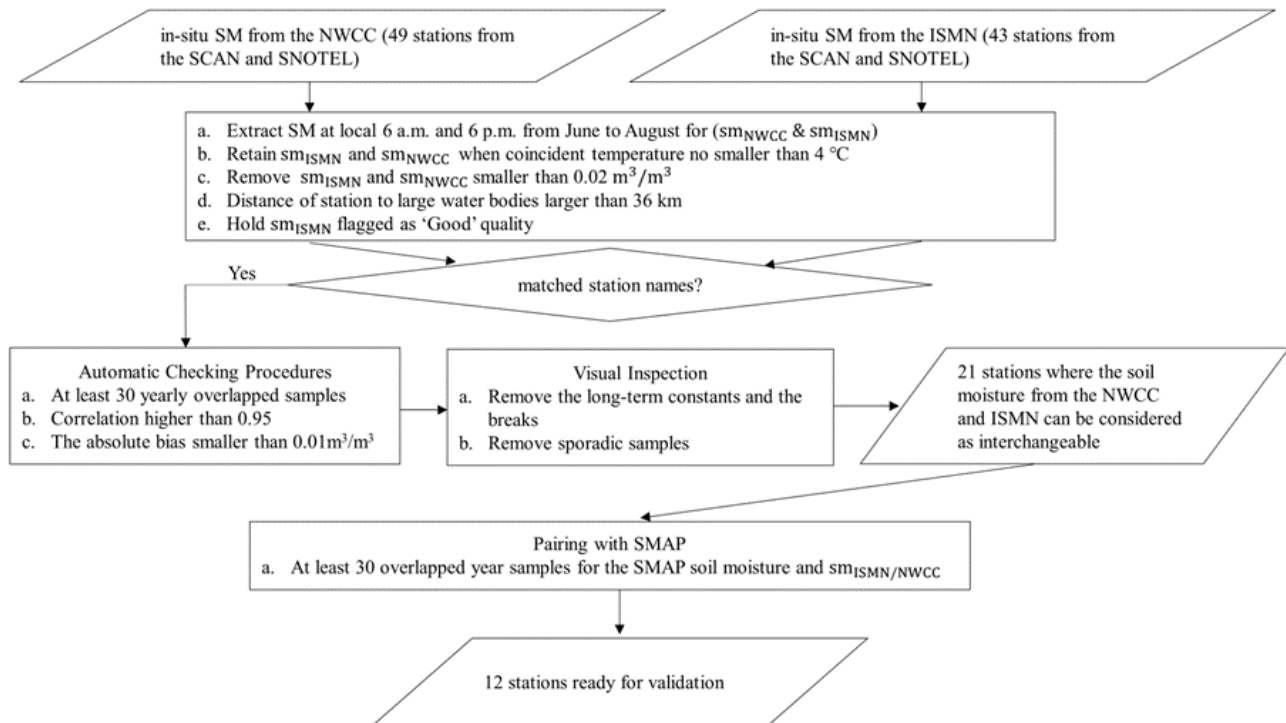 in-situ SM from the NWCC (49 stations from
the SCAN and SNOTEL)
in-situ SM from the ISMN (43 stations from
the SCAN and SNOTEL)
a. Extract SM at local 6 a.m. and 6 p.m. from June to August for (sm_NWCC & sm_ISMN)
b. Retain sm_ISMN and sm_NWCC when coincident temperature no smaller than 4 °C
c. Remove sm_ISMN and sm_NWCC smaller than 0.02 m³/m³
d. Distance of station to large water bodies larger than 36 km
e. Hold sm_ISMN flagged as ‘Good’ quality
Yes
matched station names?
Automatic Checking Procedures
a. At least 30 yearly overlapped samples
b. Correlation higher than 0.95
c. The absolute bias smaller than 0.01m³/m³
Visual Inspection
a. Remove the long-term constants and the
breaks
b. Remove sporadic samples
21 stations where the soil
moisture from the NWCC
and ISMN can be considered
as interchangeable
Pairing with SMAP
a. At least 30 overlapped year samples for the SMAP soil moisture and sm_ISMN/NWCC
12 stations ready for validation